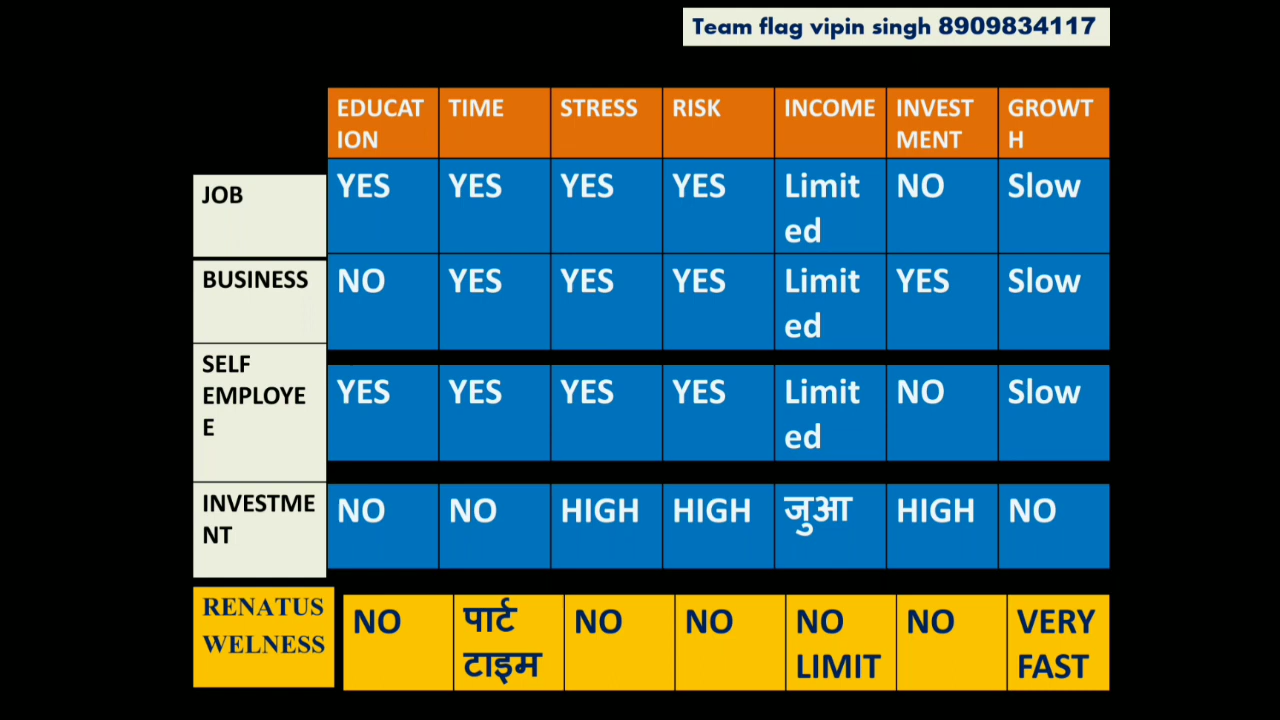 Team flag vipin singh 8909834117
EDUCAT TIME STRESS RISK INCOME INVEST GROWT
ION MENT H
JOB YES YES YES YES Limit NO Slow
ed
BUSINESS NO YES YES YES Limit YES Slow
ed
SELF
EMPLOYE YES YES YES YES Limit NO Slow
E ed
INVESTME NO NO HIGH HIGH जुआ HIGH NO
NT
RENATUS NO पार्ट NO NO NO NO VERY
WELNESS टाइम LIMIT FAST